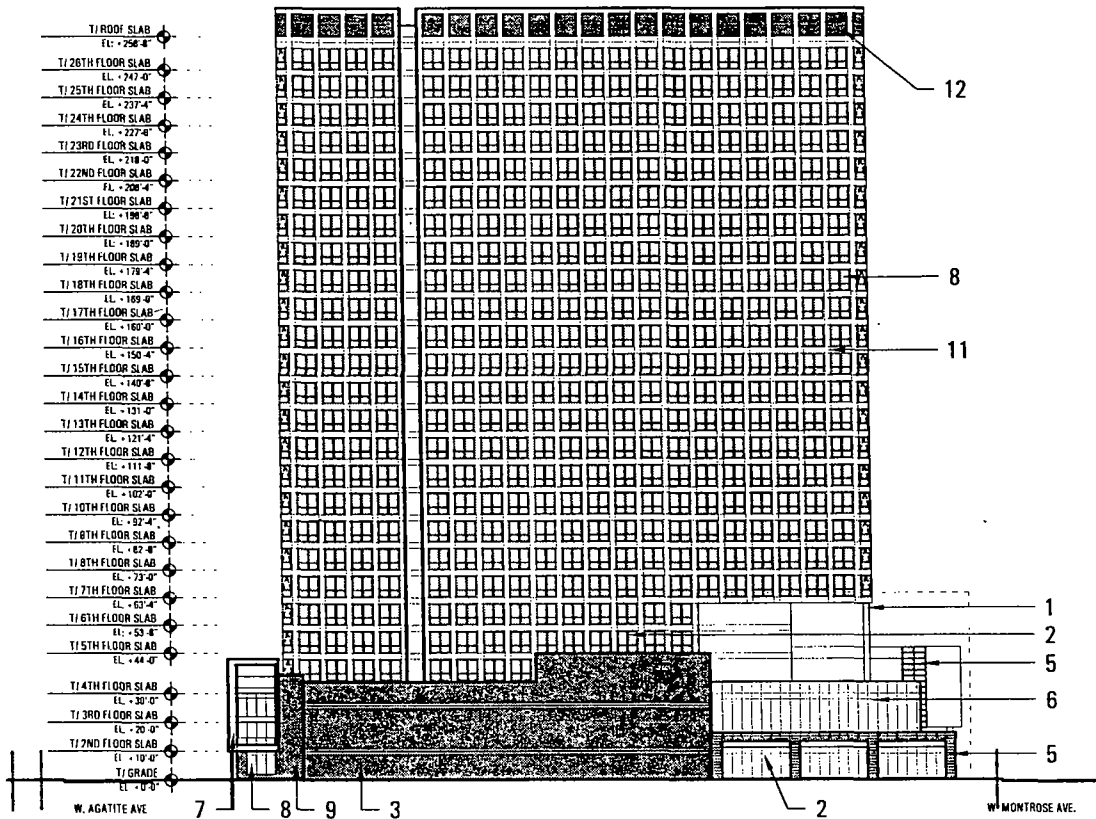 T/ ROOF SLAB
EL: +256'-8"
12
T/ 26TH FLOOR SLAB
EL. +247'-0"
T/ 25TH FLOOR SLAB
EL. +237'-4"
T/ 24TH FLOOR SLAB
EL. +227'-8"
T/ 23RD FLOOR SLAB
EL. +218'-0"
T/ 22ND FLOOR SLAB
EL. +208'-4"
T/ 21ST FLOOR SLAB
EL: +198'-8"
T/ 20TH FLOOR SLAB
EL: +189'-0"
T/ 19TH FLOOR SLAB
EL. +179'-4"
8
T/ 18TH FLOOR SLAB
EL: +169'-8"
T/ 17TH FLOOR SLAB
EL. +160'-0"
11
T/ 16TH FLOOR SLAB
EL. +150'-4"
T/ 15TH FLOOR SLAB
EL. +140'-8"
T/ 14TH FLOOR SLAB
EL. +131'-0"
T/ 13TH FLOOR SLAB
EL. +121'-4"
T/ 12TH FLOOR SLAB
EL: +111'-8"
T/ 11TH FLOOR SLAB
EL. +102'-0"
T/ 10TH FLOOR SLAB
EL: +92'-4"
FLOOR SLAB
EL. +82'-8"
T/ 8TH FLOOR SLAB
EL. +73'-0"
T/ 7TH FLOOR SLAB
EL. +63'-4"
1
T/ 6TH FLOOR SLAB
EL: +53'-8"
2
T/ 5TH FLOOR SLAB
EL. +44'-0"
5
T/ 4TH FLOOR SLAB
EL. +30'-0"
6
T/ 3RD FLOOR SLAB
EL. +20'-0"
T/ 2ND FLOOR SLAB
EL +10'-0"
5
T/ GRADE
EL +0'-0"
W. AGATITE AVE
7
8
9
3
2
W MONTROSE AVE.